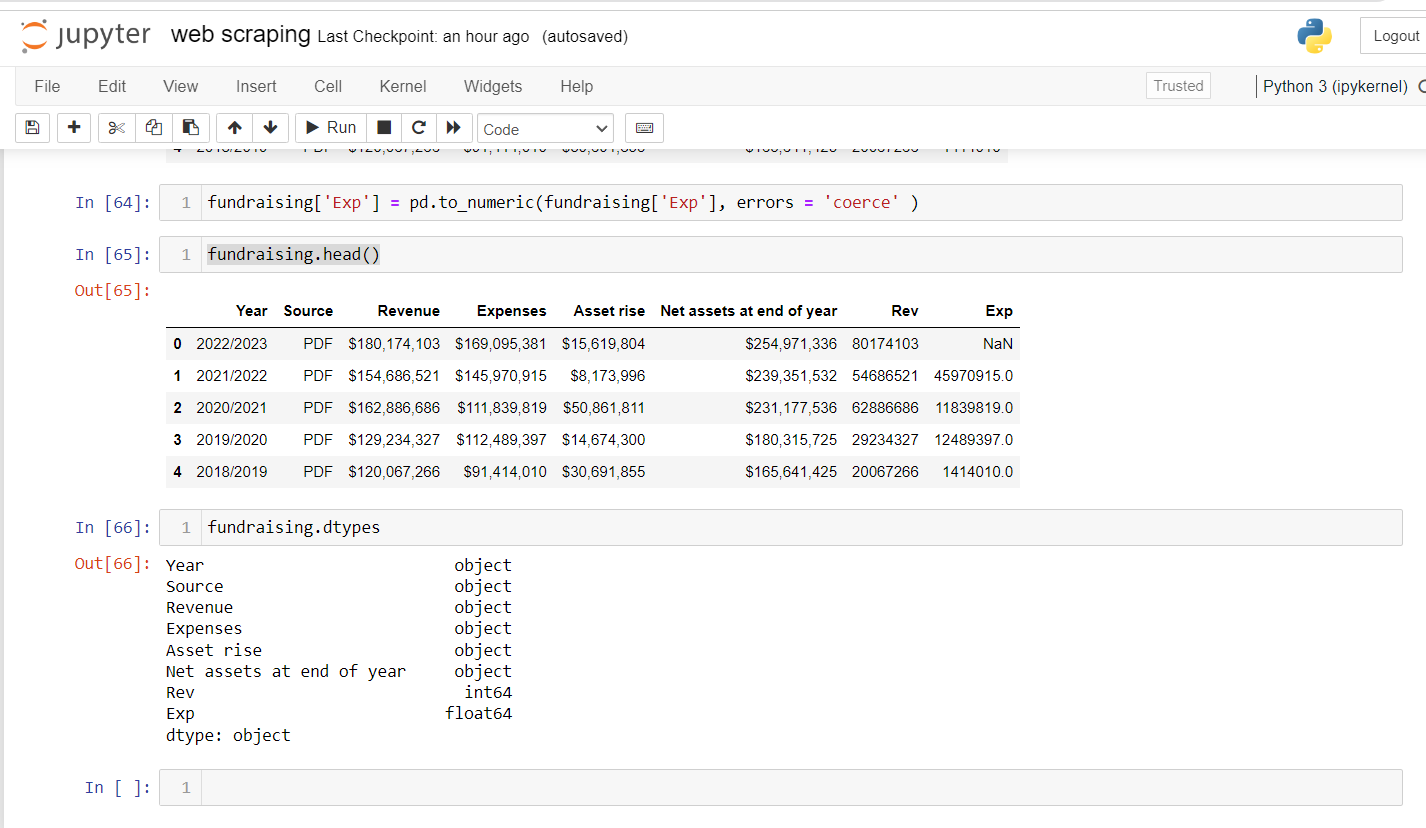 jupyter web scraping Last Checkpoint: an hour ago (autosaved)
Logout
File Edit View Insert Cell Kernel Widgets Help
Trusted
Python 3 (ipykernel)
Run
Code
In [64]: 1 fundraising['Exp'] = pd.to_numeric(fundraising['Exp'], errors = 'coerce' )
In [65]: 1 fundraising.head()
Out[65]:
Year Source Revenue Expenses Asset rise Net assets at end of year Rev Exp
0 2022/2023 PDF $180,174,103 $169,095,381 $15,619,804 $254,971,336 80174103 NaN
1 2021/2022 PDF $154,686,521 $145,970,915 $8,173,996 $239,351,532 54686521 45970915.0
2 2020/2021 PDF $162,886,686 $111,839,819 $50,861,811 $231,177,536 62886686 11839819.0
3 2019/2020 PDF $129,234,327 $112,489,397 $14,674,300 $180,315,725 29234327 12489397.0
4 2018/2019 PDF $120,067,266 $91,414,010 $30,691,855 $165,641,425 20067266 1414010.0
In [66]: 1 fundraising.dtypes
Out[66]: Year object
Source object
Revenue object
Expenses object
Asset rise object
Net assets at end of year object
Rev int64
Exp float64
dtype: object
In [ ]: 1